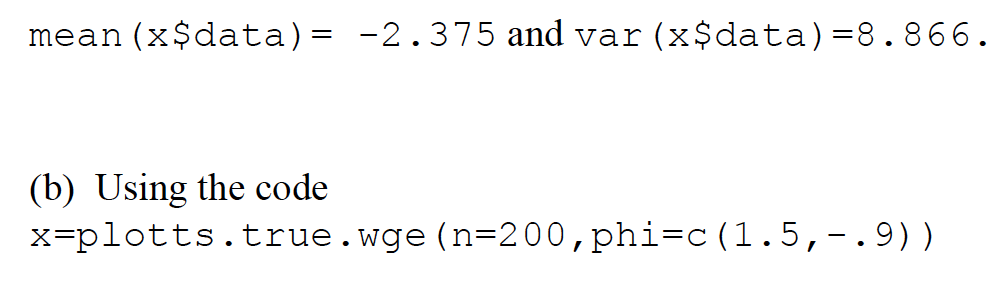 mean(x$data)= -2.375 and var(x$data)=8.866.
(b) Using the code
x=plotts.true.wge(n=200,phi=c(1.5,-.9))